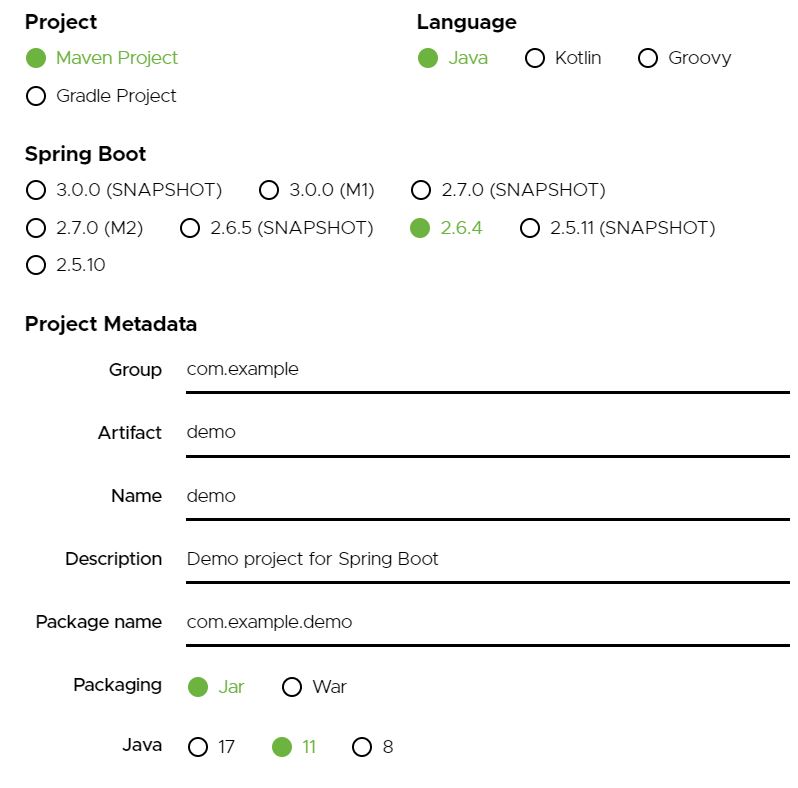 Project
Language
Maven Project
Java Kotlin Groovy
Gradle Project
Spring Boot
3.0.0 (SNAPSHOT) 3.0.0 (M1) 2.7.0 (SNAPSHOT)
2.7.0 (M2) 2.6.5 (SNAPSHOT) 2.6.4 2.5.11 (SNAPSHOT)
2.5.10
Project Metadata
Group com.example
Artifact demo
Name demo
Description Demo project for Spring Boot
Package name com.example.demo
Packaging Jar War
Java 17 11 8